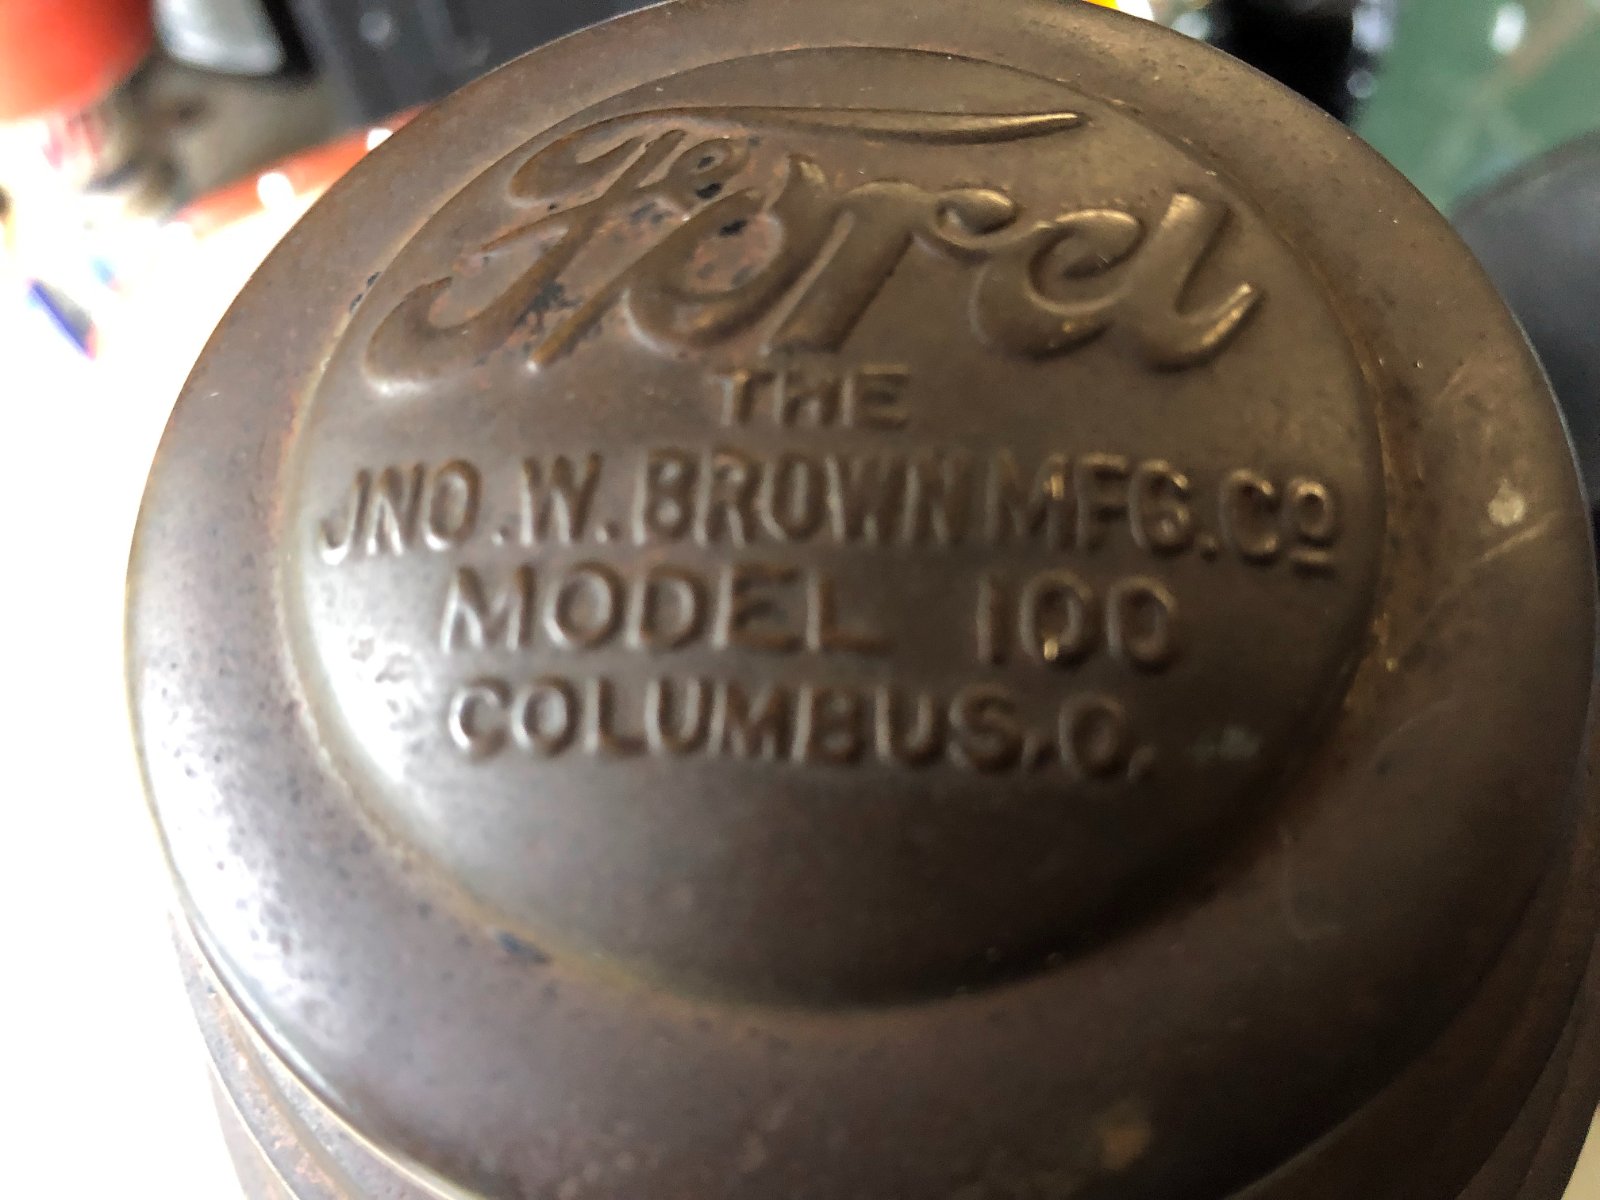 Ford
THE
JNO.W.BROWN MFG.Co
MODEL 100
COLUMBUS.O.